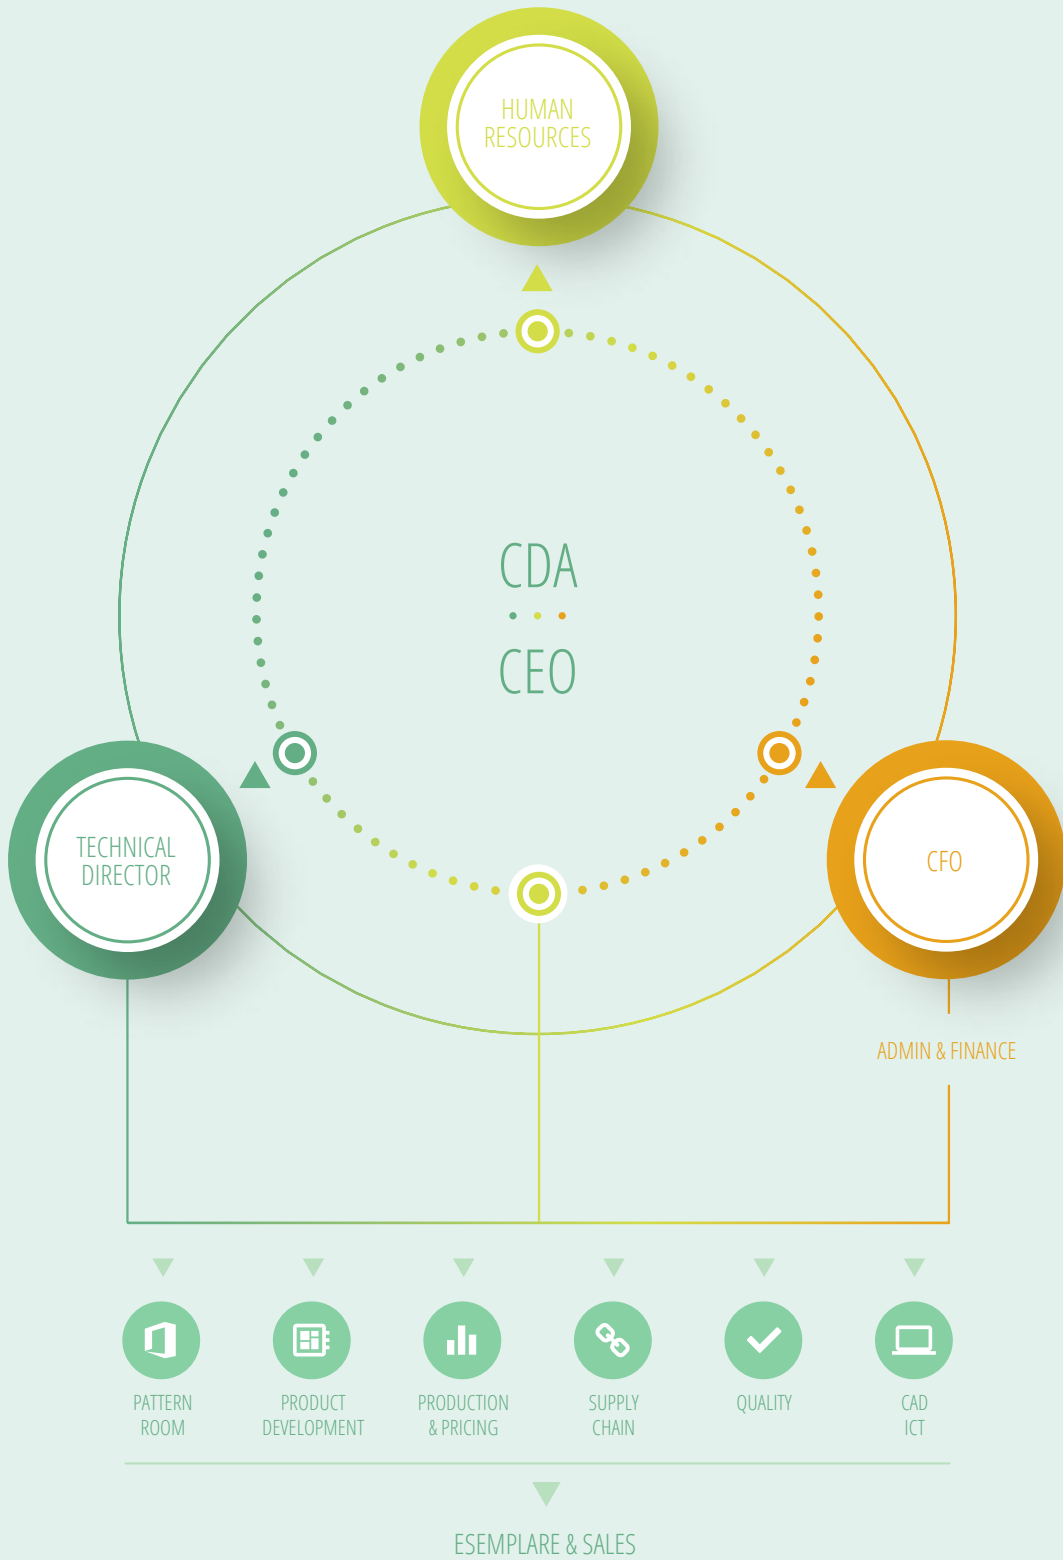 HUMAN
RESOURCES
CDA
CEO
TECHNICAL
DIRECTOR
CFO
ADMIN & FINANCE
PATTERN
ROOM
PRODUCT
DEVELOPMENT
PRODUCTION
& PRICING
SUPPLY
CHAIN
QUALITY
CAD
ICT
ESEMPLARE & SALES